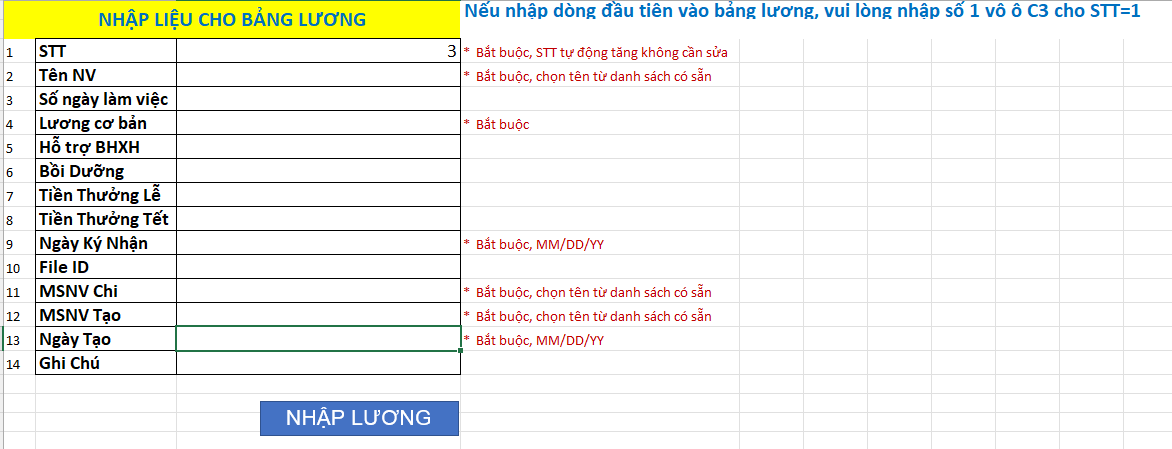 NHẬP LIỆU CHO BẢNG LƯƠNG
Nếu nhập dòng đầu tiên vào bảng lương, vui lòng nhập số 1 vô ô C3 cho STT=1
1 STT 3 * Bắt buộc, STT tự động tăng không cần sửa
2 Tên NV * Bắt buộc, chọn tên từ danh sách có sẵn
3 Số ngày làm việc
4 Lương cơ bản * Bắt buộc
5 Hỗ trợ BHXH
6 Bồi Dưỡng
7 Tiền Thưởng Lễ
8 Tiền Thưởng Tết
9 Ngày Ký Nhận * Bắt buộc, MM/DD/YY
10 File ID
11 MSNV Chi * Bắt buộc, chọn tên từ danh sách có sẵn
12 MSNV Tạo * Bắt buộc, chọn tên từ danh sách có sẵn
13 Ngày Tạo * Bắt buộc, MM/DD/YY
14 Ghi Chú
NHẬP LƯƠNG